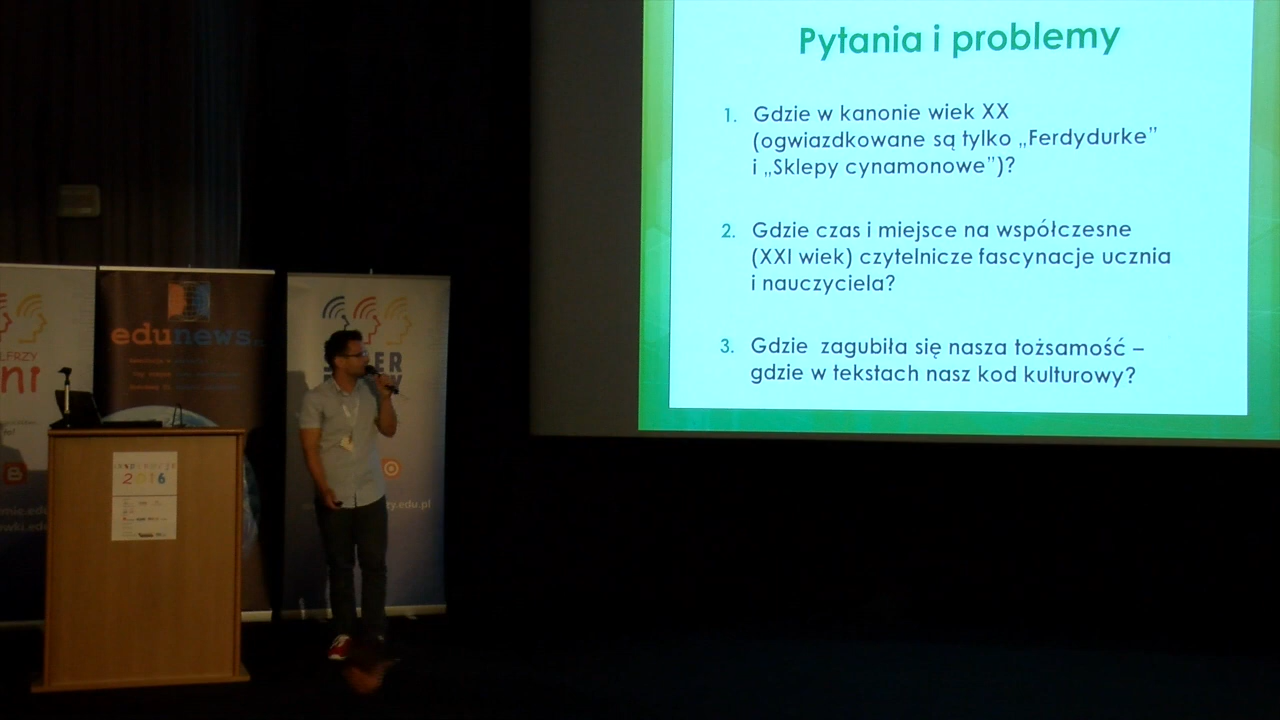 Pytania i problemy
1. Gdzie w kanonie wiek XX
(ogwiazdkowane są tylko „Ferdydurke”
i „Sklepy cynamonowe”)?
2. Gdzie czas i miejsce na współczesne
(XXI wiek) czytelnicze fascynacje ucznia
i nauczyciela?
3. Gdzie zagubiła się nasza tożsamość –
gdzie w tekstach nasz kod kulturowy?
edunews.
2016